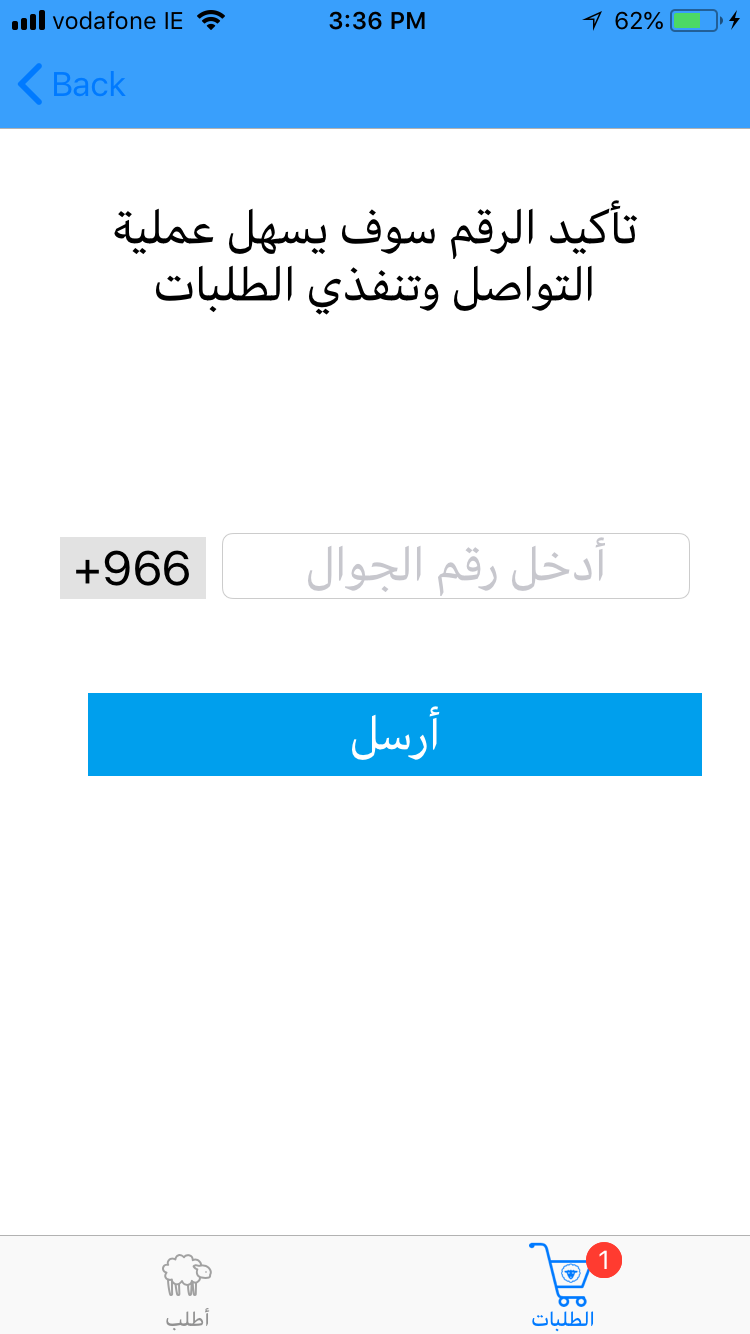 vodafone IE 3:36 PM 62%
Back
تأكيد الرقم سوف يسهل عملية
التواصل وتنفذي الطلبات
+966 أدخل رقم الجوال
أرسل
1
أطلب الطلبات